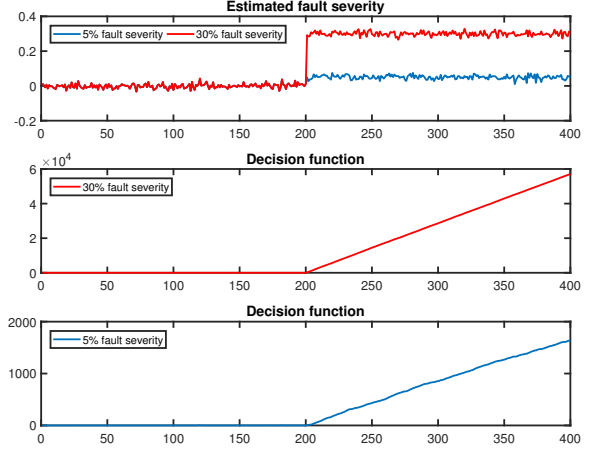 Estimated fault severity
0.4
0.2
0
-0.2
5% fault severity
30% fault severity
0 50 100 150 200 250 300 350 400
×10⁴
Decision function
6
4
2
0
30% fault severity
0 50 100 150 200 250 300 350 400
Decision function
2000
1000
0
5% fault severity
0 50 100 150 200 250 300 350 400